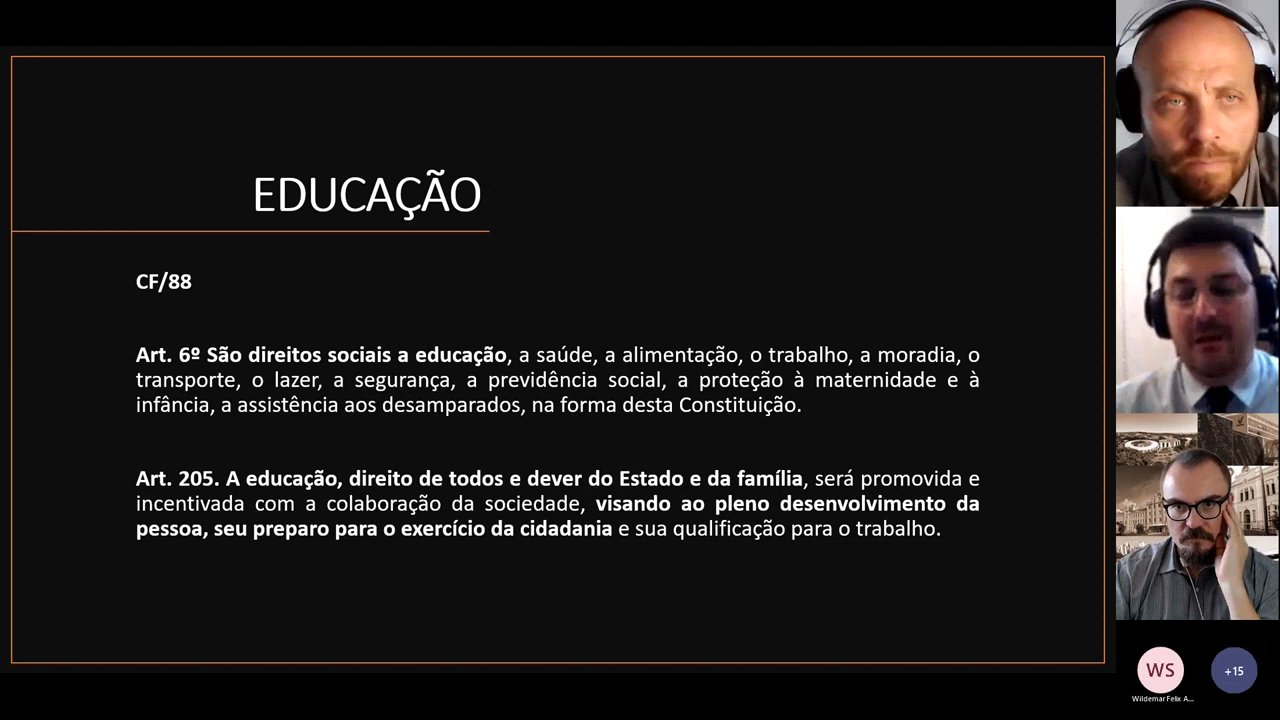 EDUCAÇÃO
CF/88
Art. 6º São direitos sociais a educação, a saúde, a alimentação, o trabalho, a moradia, o
transporte, o lazer, a segurança, a previdência social, a proteção à maternidade e à
infância, a assistência aos desamparados, na forma desta Constituição.
Art. 205. A educação, direito de todos e dever do Estado e da família, será promovida e
incentivada com a colaboração da sociedade, visando ao pleno desenvolvimento da
pessoa, seu preparo para o exercício da cidadania e sua qualificação para o trabalho.
WS
+15
Wildemar Felix A...